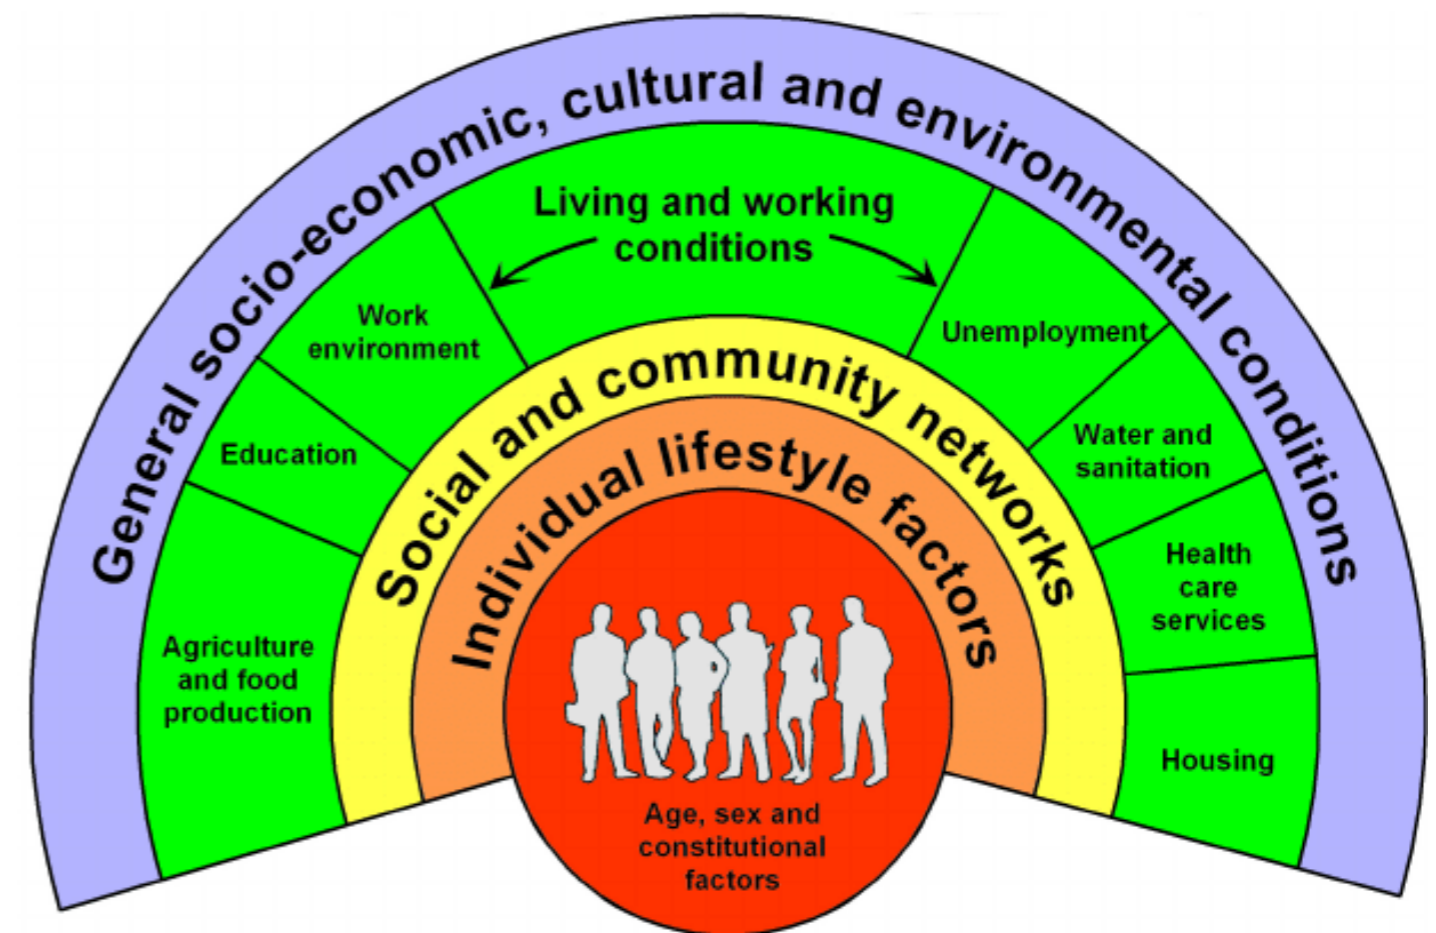 General socio-economic, cultural and environmental conditions
Living and working
conditions
Work
environment
Unemployment
Education
Water and
sanitation
Agriculture
and food
production
Health
care
services
Housing
Social and community networks
Individual lifestyle factors
Age, sex and
constitutional
factors